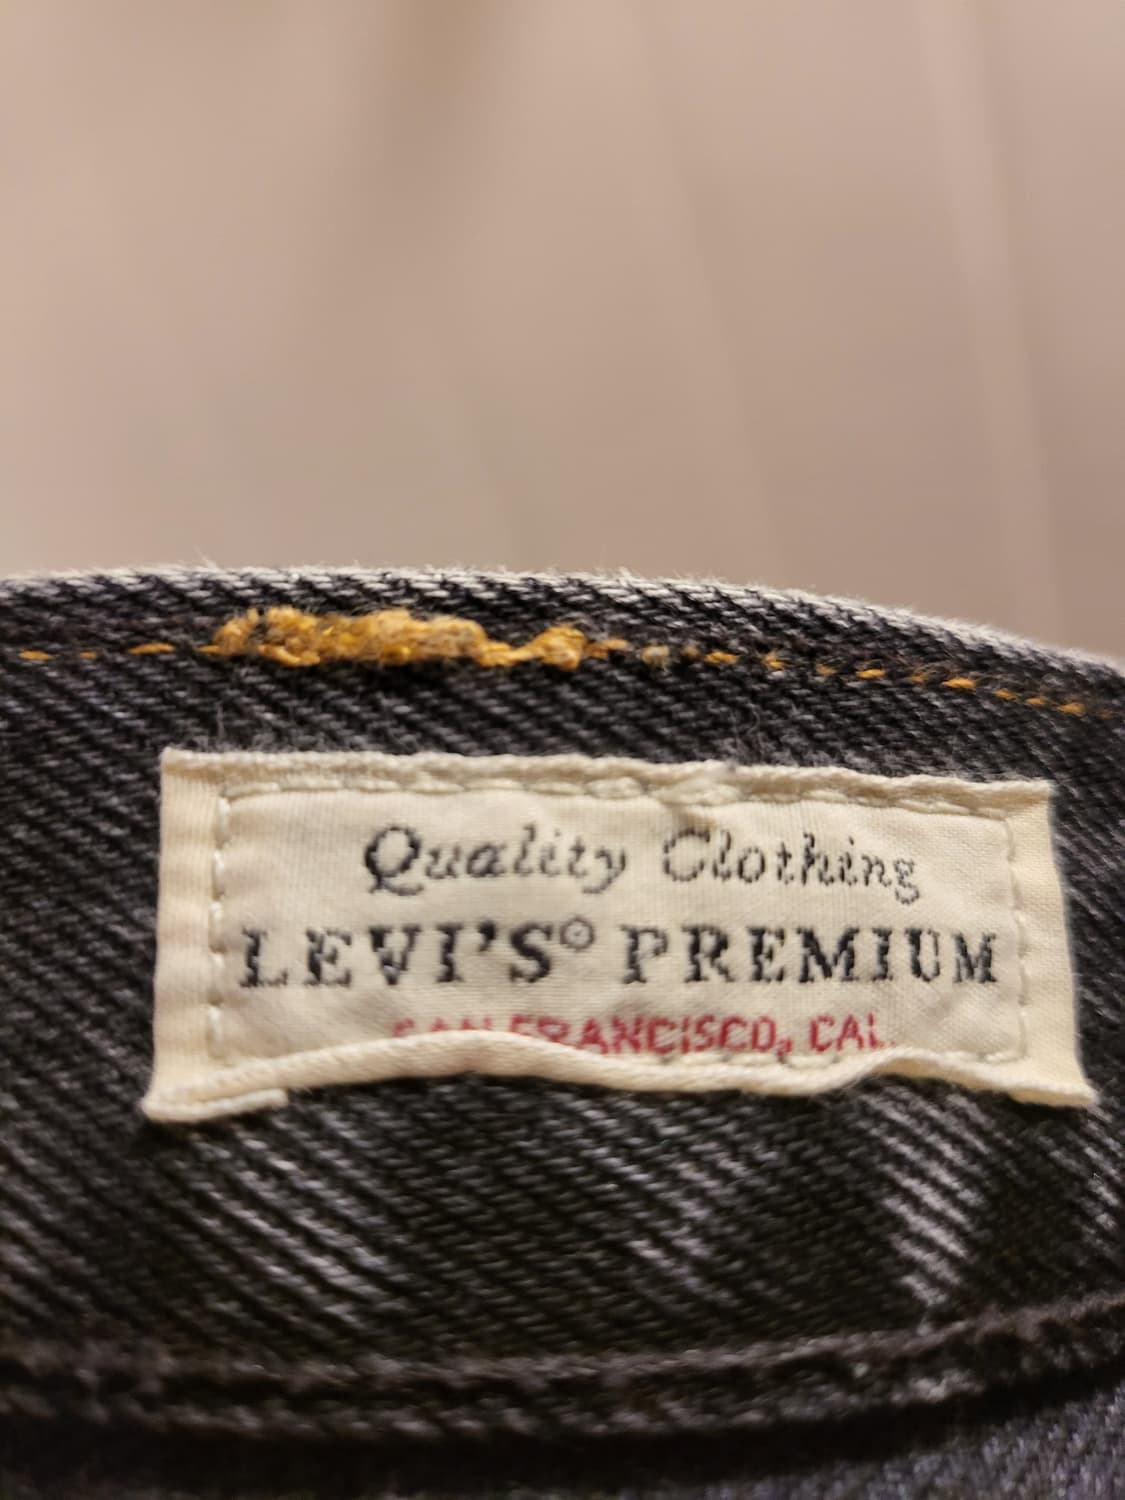 Quality Clothing
LEVI'S® PREMIUM
SAN FRANCISCO, CAL.